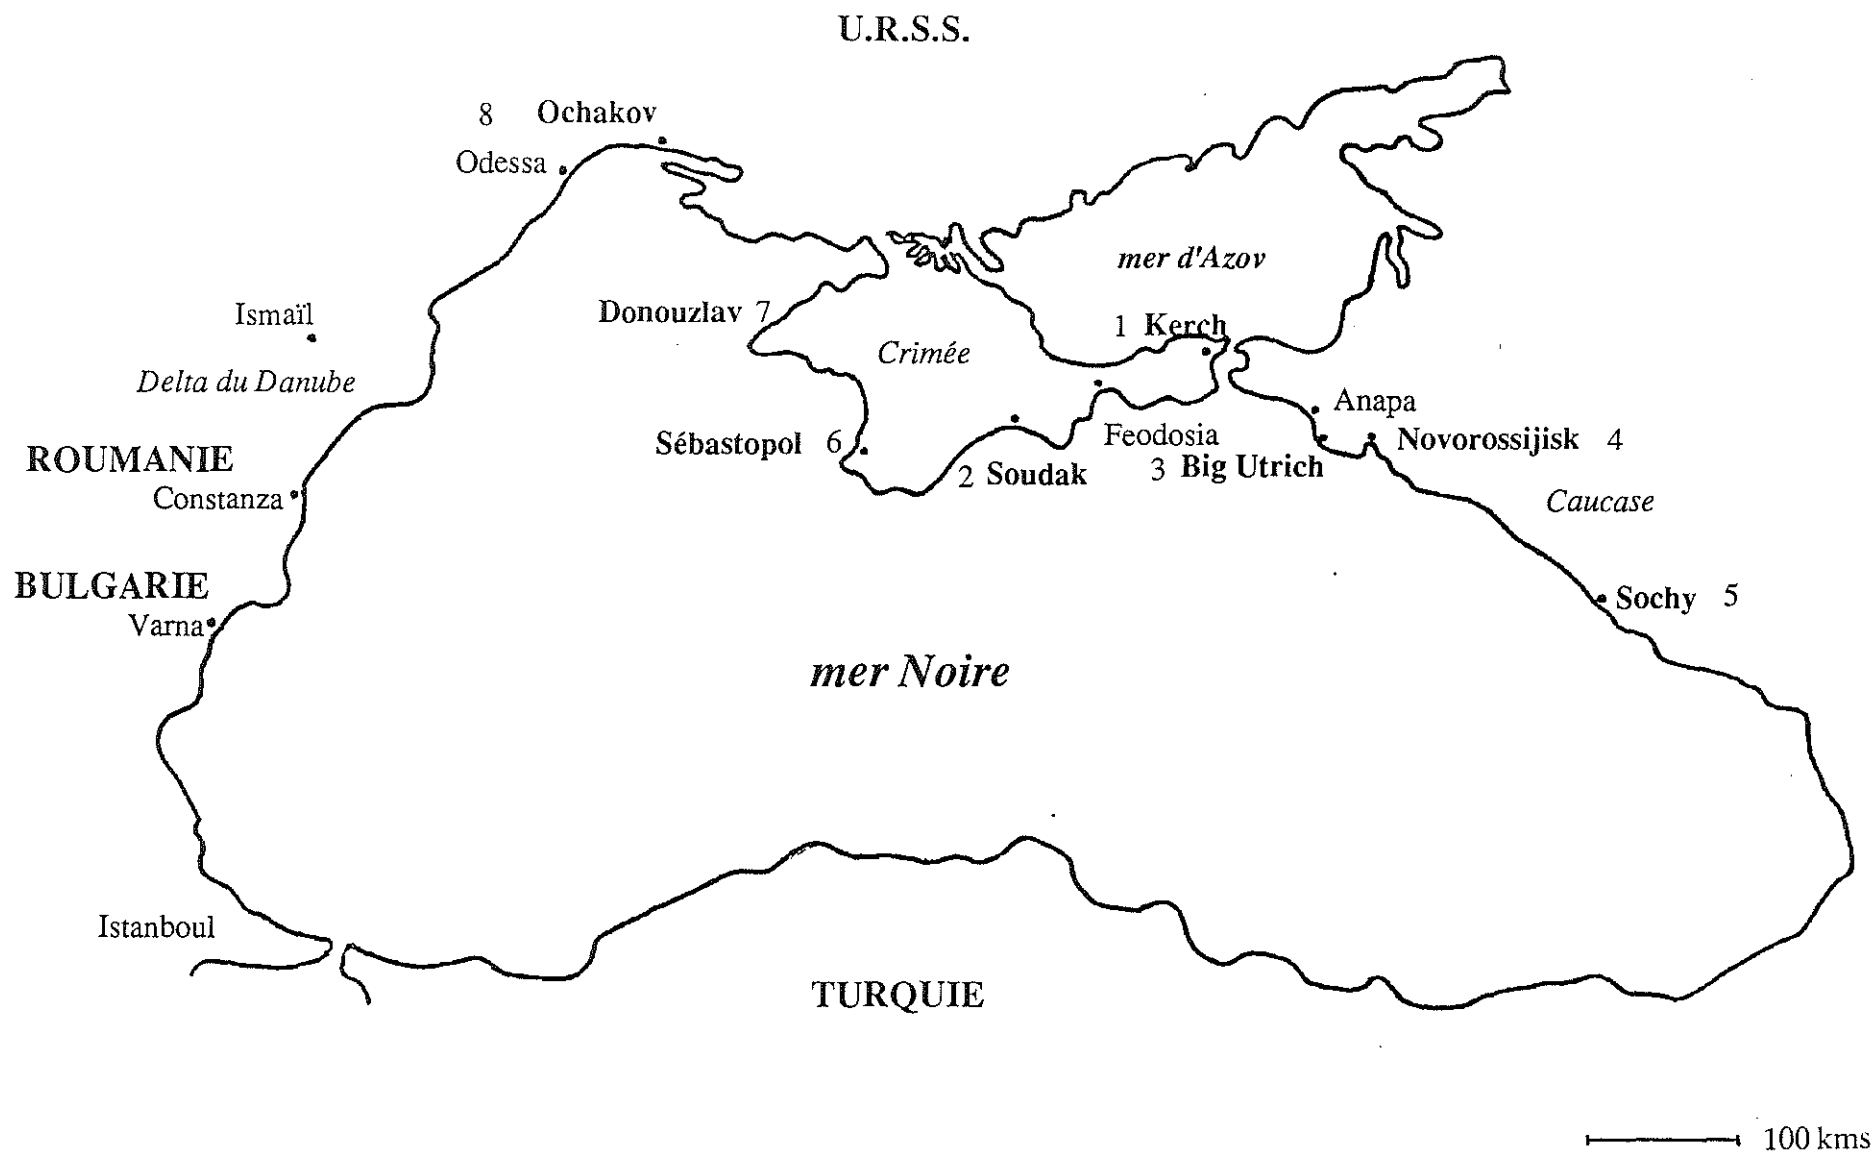 U.R.S.S.
8 Ochakov
Odessa
mer d'Azov
Ismaïl
Donouzlav 7
1 Kerch
Crimée
Delta du Danube
Anapa
ROUMANIE
Sébastopol 6
Feodosia
Novorossijisk 4
Constanza
2 Soudak
3 Big Utrich
Caucase
BULGARIE
Varna
Sochy 5
mer Noire
Istanboul
TURQUIE
100 kms